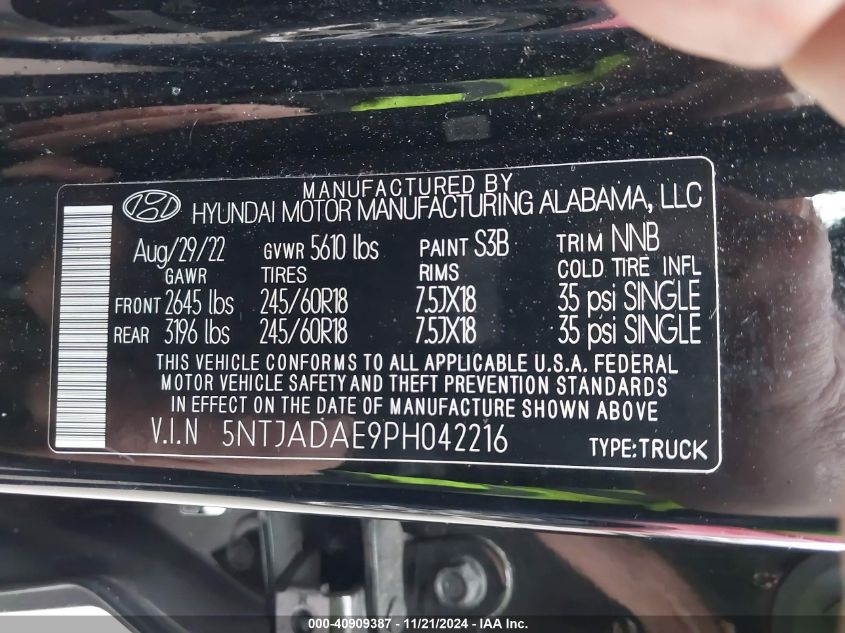 MANUFACTURED BY
HYUNDAI MOTOR MANUFACTURING ALABAMA, LLC
Aug/29/22 GVWR 5610 lbs PAINT S3B TRIM NNB
GAWR TIRES RIMS COLD TIRE INFL
FRONT 2645 lbs 245/60R18 7.5JX18 35 psi SINGLE
REAR 3196 lbs 245/60R18 7.5JX18 35 psi SINGLE
THIS VEHICLE CONFORMS TO ALL APPLICABLE U.S.A. FEDERAL
MOTOR VEHICLE SAFETY AND THEFT PREVENTION STANDARDS
IN EFFECT ON THE DATE OF MANUFACTURE SHOWN ABOVE
V.I.N 5NTJADAE9PH042216 TYPE:TRUCK
000-40909387 - 11/21/2024 - IAA Inc.